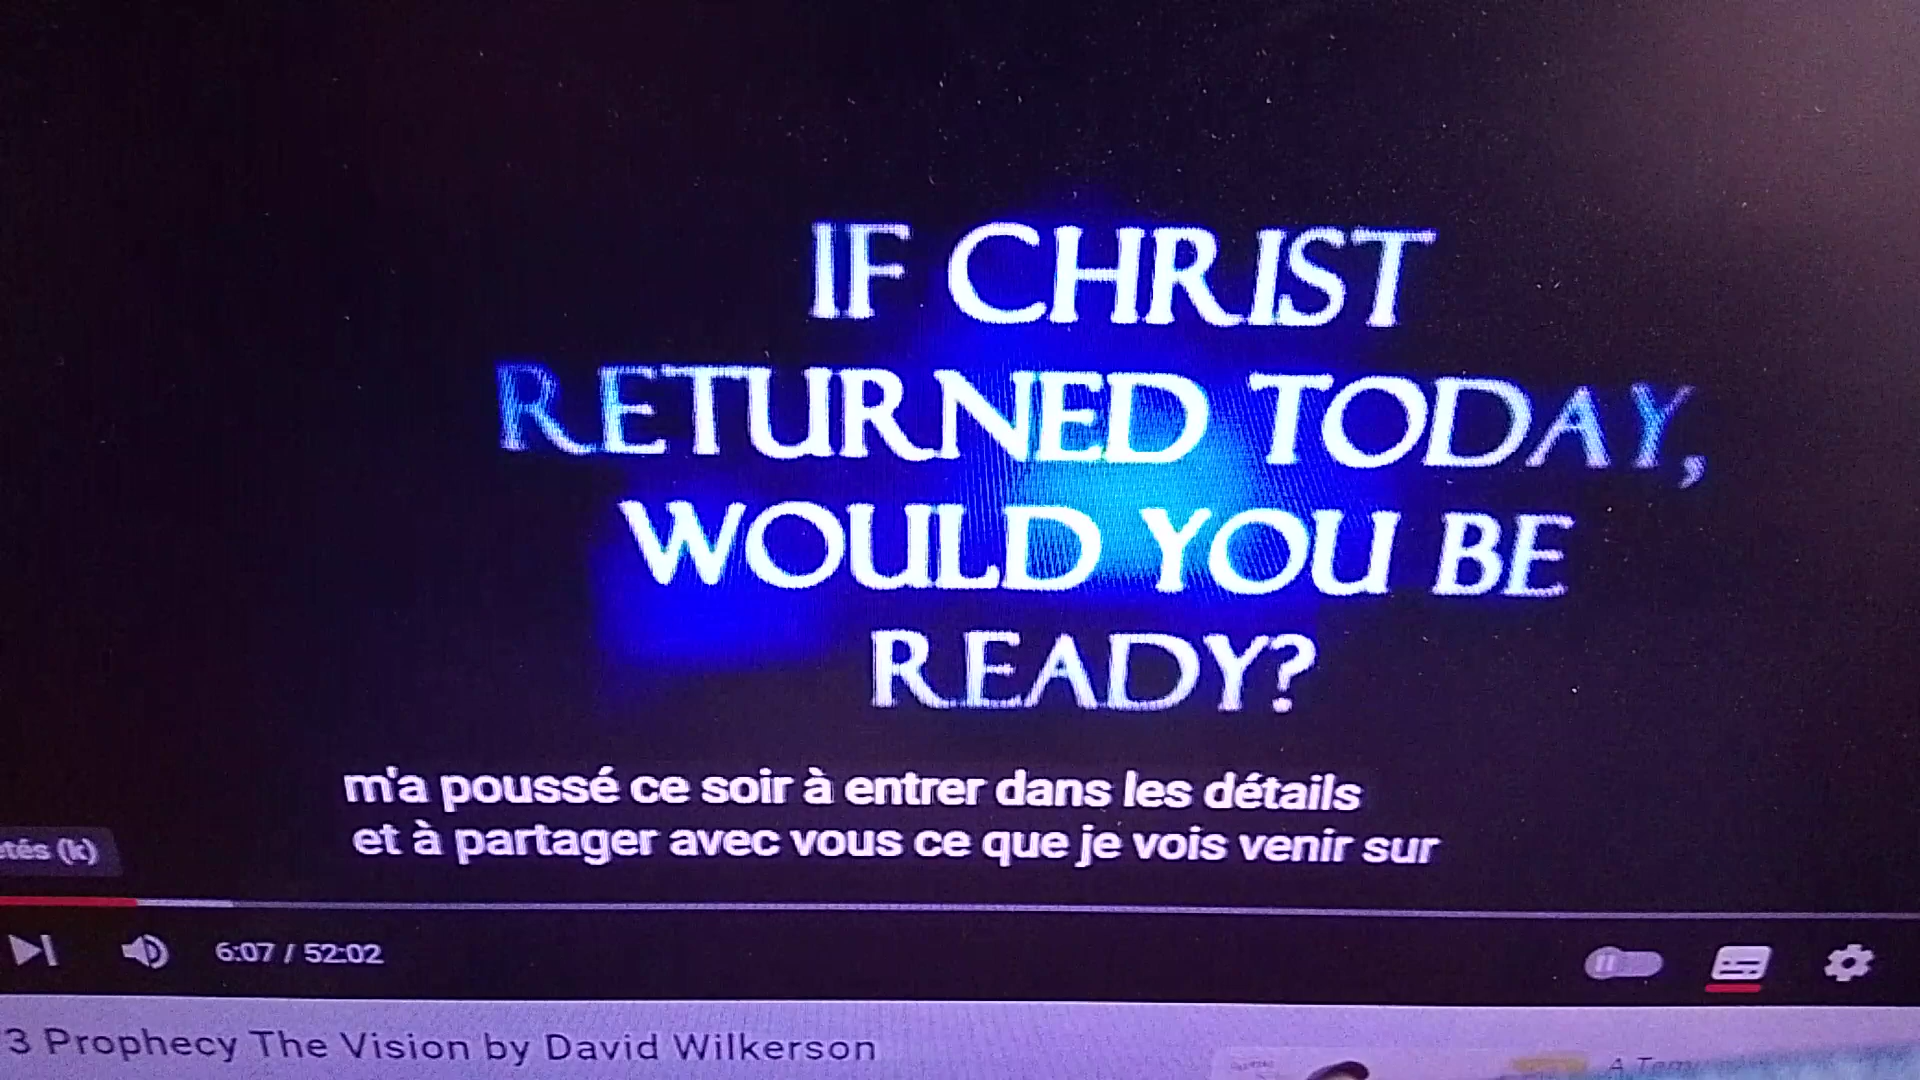 IF CHRIST
RETURNED TODAY,
WOULD YOU BE
READY?
m'a poussé ce soir à entrer dans les détails
et à partager avec vous ce que je vois venir sur
(k)
6:07 / 52:02
3 Prophecy The Vision by David Wilkerson